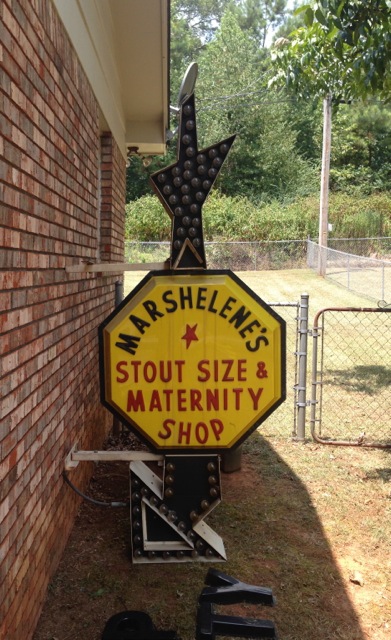 MARSHELENE'S
STOUT SIZE &
MATERNITY
SHOP